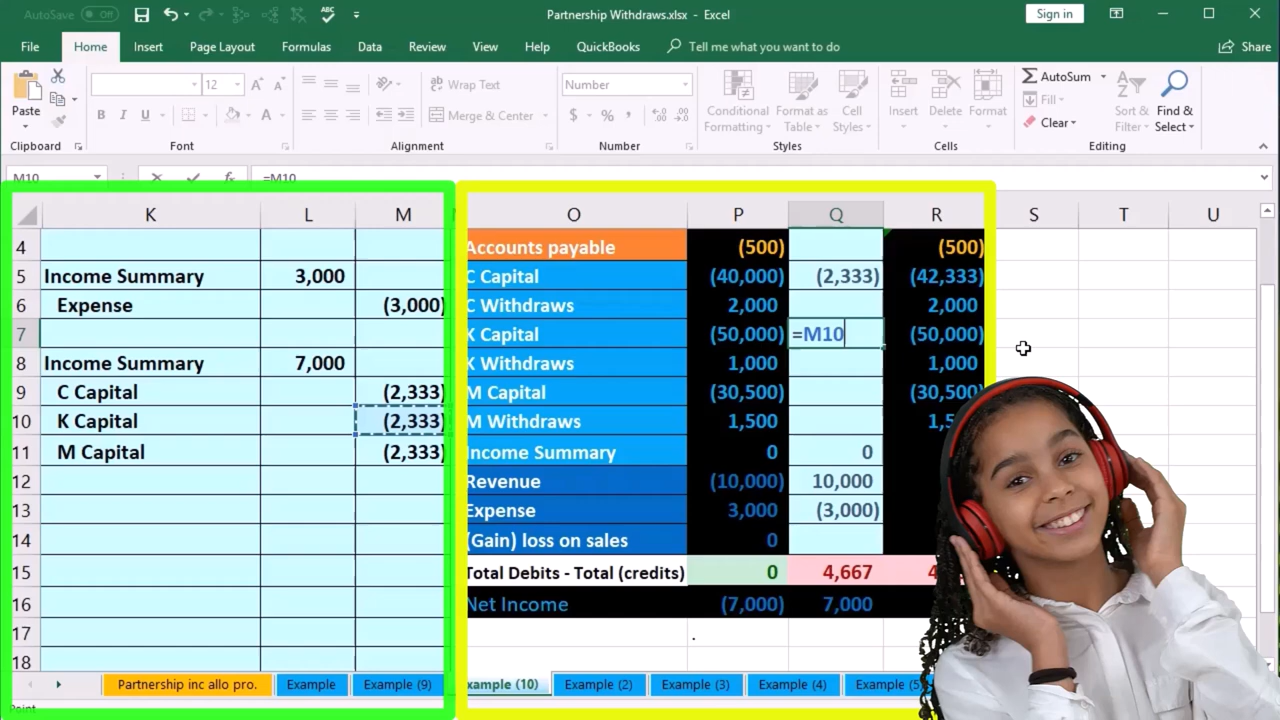 AutoSave Off Partnership Withdraws.xlsx - Excel Sign in
File Home Insert Page Layout Formulas Data Review View Help QuickBooks Tell me what you want to do Share
Paste 12 A A ab Wrap Text Number AutoSum
B I U A Merge & Center $ % Conditional Formatting Format as Table Cell Styles Insert Delete Format Fill Clear Sort & Filter Find & Select
Clipboard Font Alignment Number Styles Cells Editing
M10 fx =M10
K L M O P Q R S T U
4 Accounts payable (500) (500)
5 Income Summary 3,000 C Capital (40,000) (2,333) (42,333)
6 Expense (3,000) C Withdraws 2,000 2,000
7 K Capital (50,000) =M10 (50,000)
8 Income Summary 7,000 K Withdraws 1,000 1,000
9 C Capital (2,333) M Capital (30,500) (30,500)
10 K Capital (2,333) M Withdraws 1,500
11 M Capital (2,333) Income Summary 0 0
12 Revenue (10,000) 10,000
13 Expense 3,000 (3,000)
14 (Gain) loss on sales 0
15 Total Debits - Total (credits) 0 4,667
16 Net Income (7,000) 7,000
17
18
Partnership inc allo pro. Example Example (9) xample (10) Example (2) Example (3) Example (4) Example (5)
Point